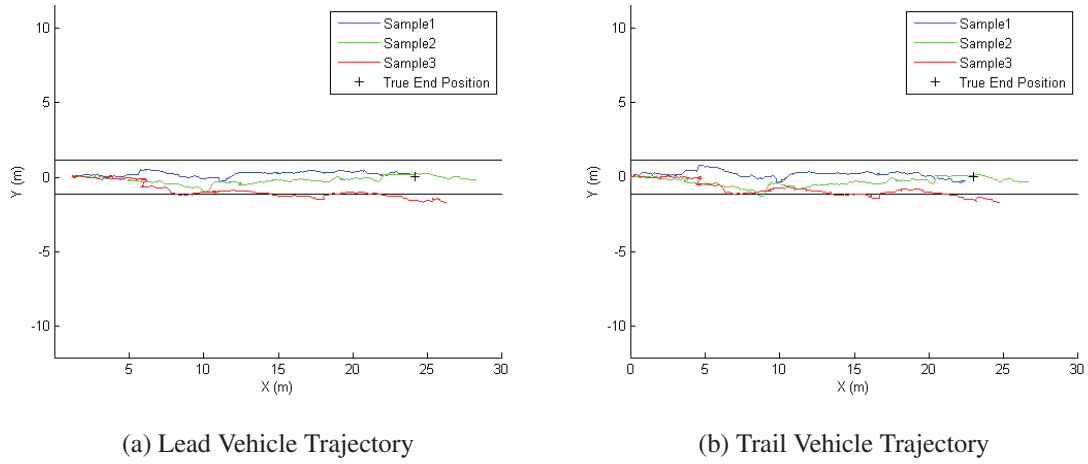 Sample1
Sample2
Sample3
True End Position
10
5
0
-5
-10
Y (m)
5
10
15
20
25
30
X (m)
(a) Lead Vehicle Trajectory
Sample1
Sample2
Sample3
True End Position
10
5
0
-5
-10
Y (m)
0
5
10
15
20
25
30
X (m)
(b) Trail Vehicle Trajectory